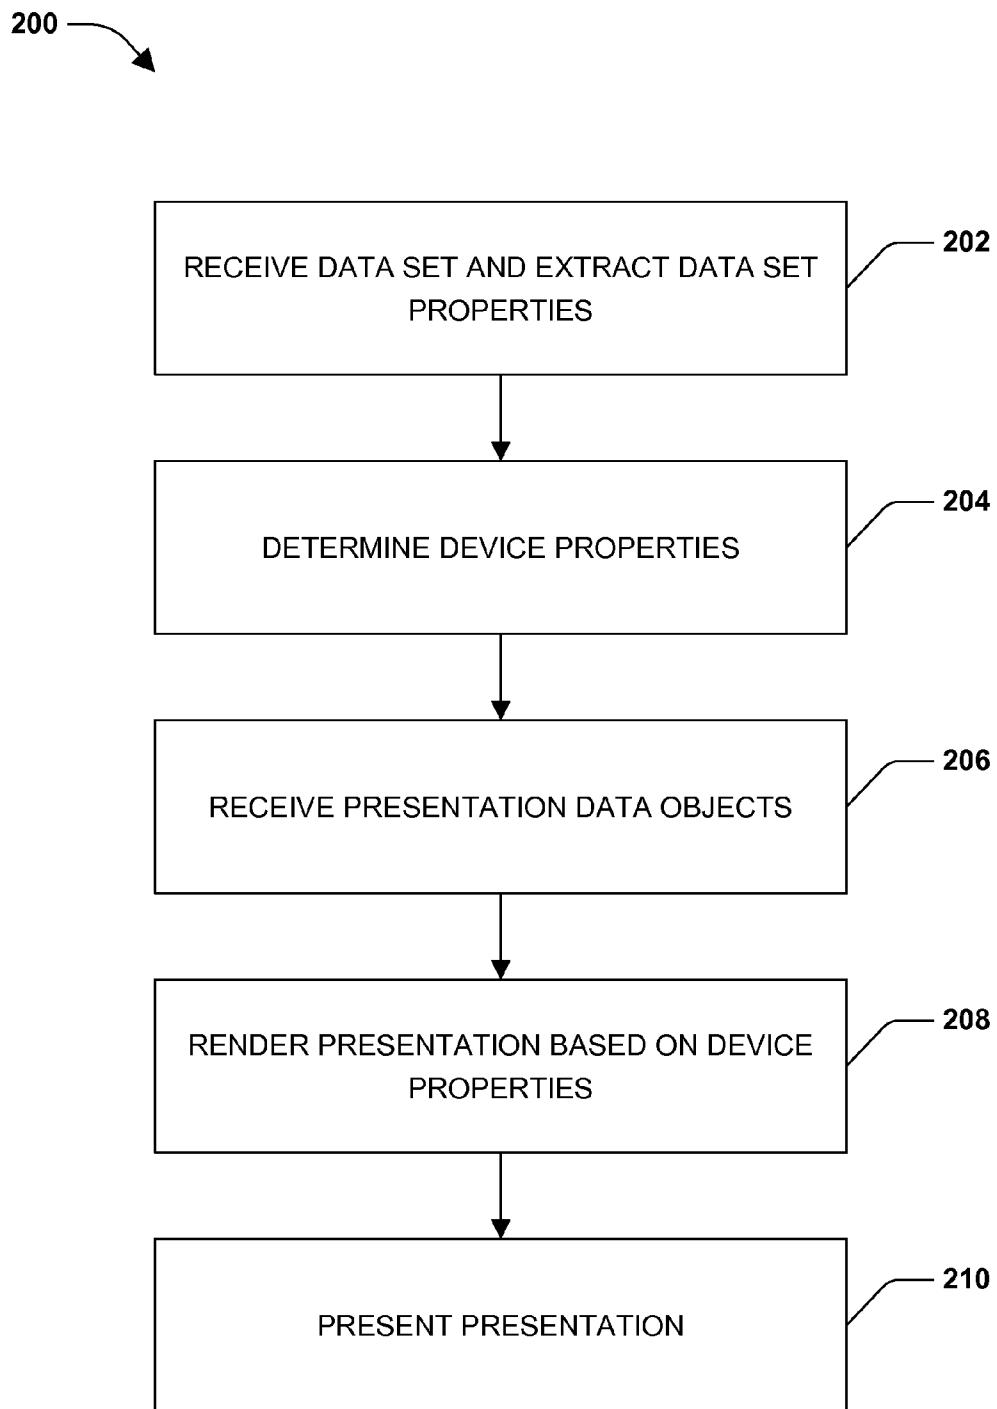 200
RECEIVE DATA SET AND EXTRACT DATA SET
PROPERTIES
202
DETERMINE DEVICE PROPERTIES
204
RECEIVE PRESENTATION DATA OBJECTS
206
RENDER PRESENTATION BASED ON DEVICE
PROPERTIES
208
PRESENT PRESENTATION
210